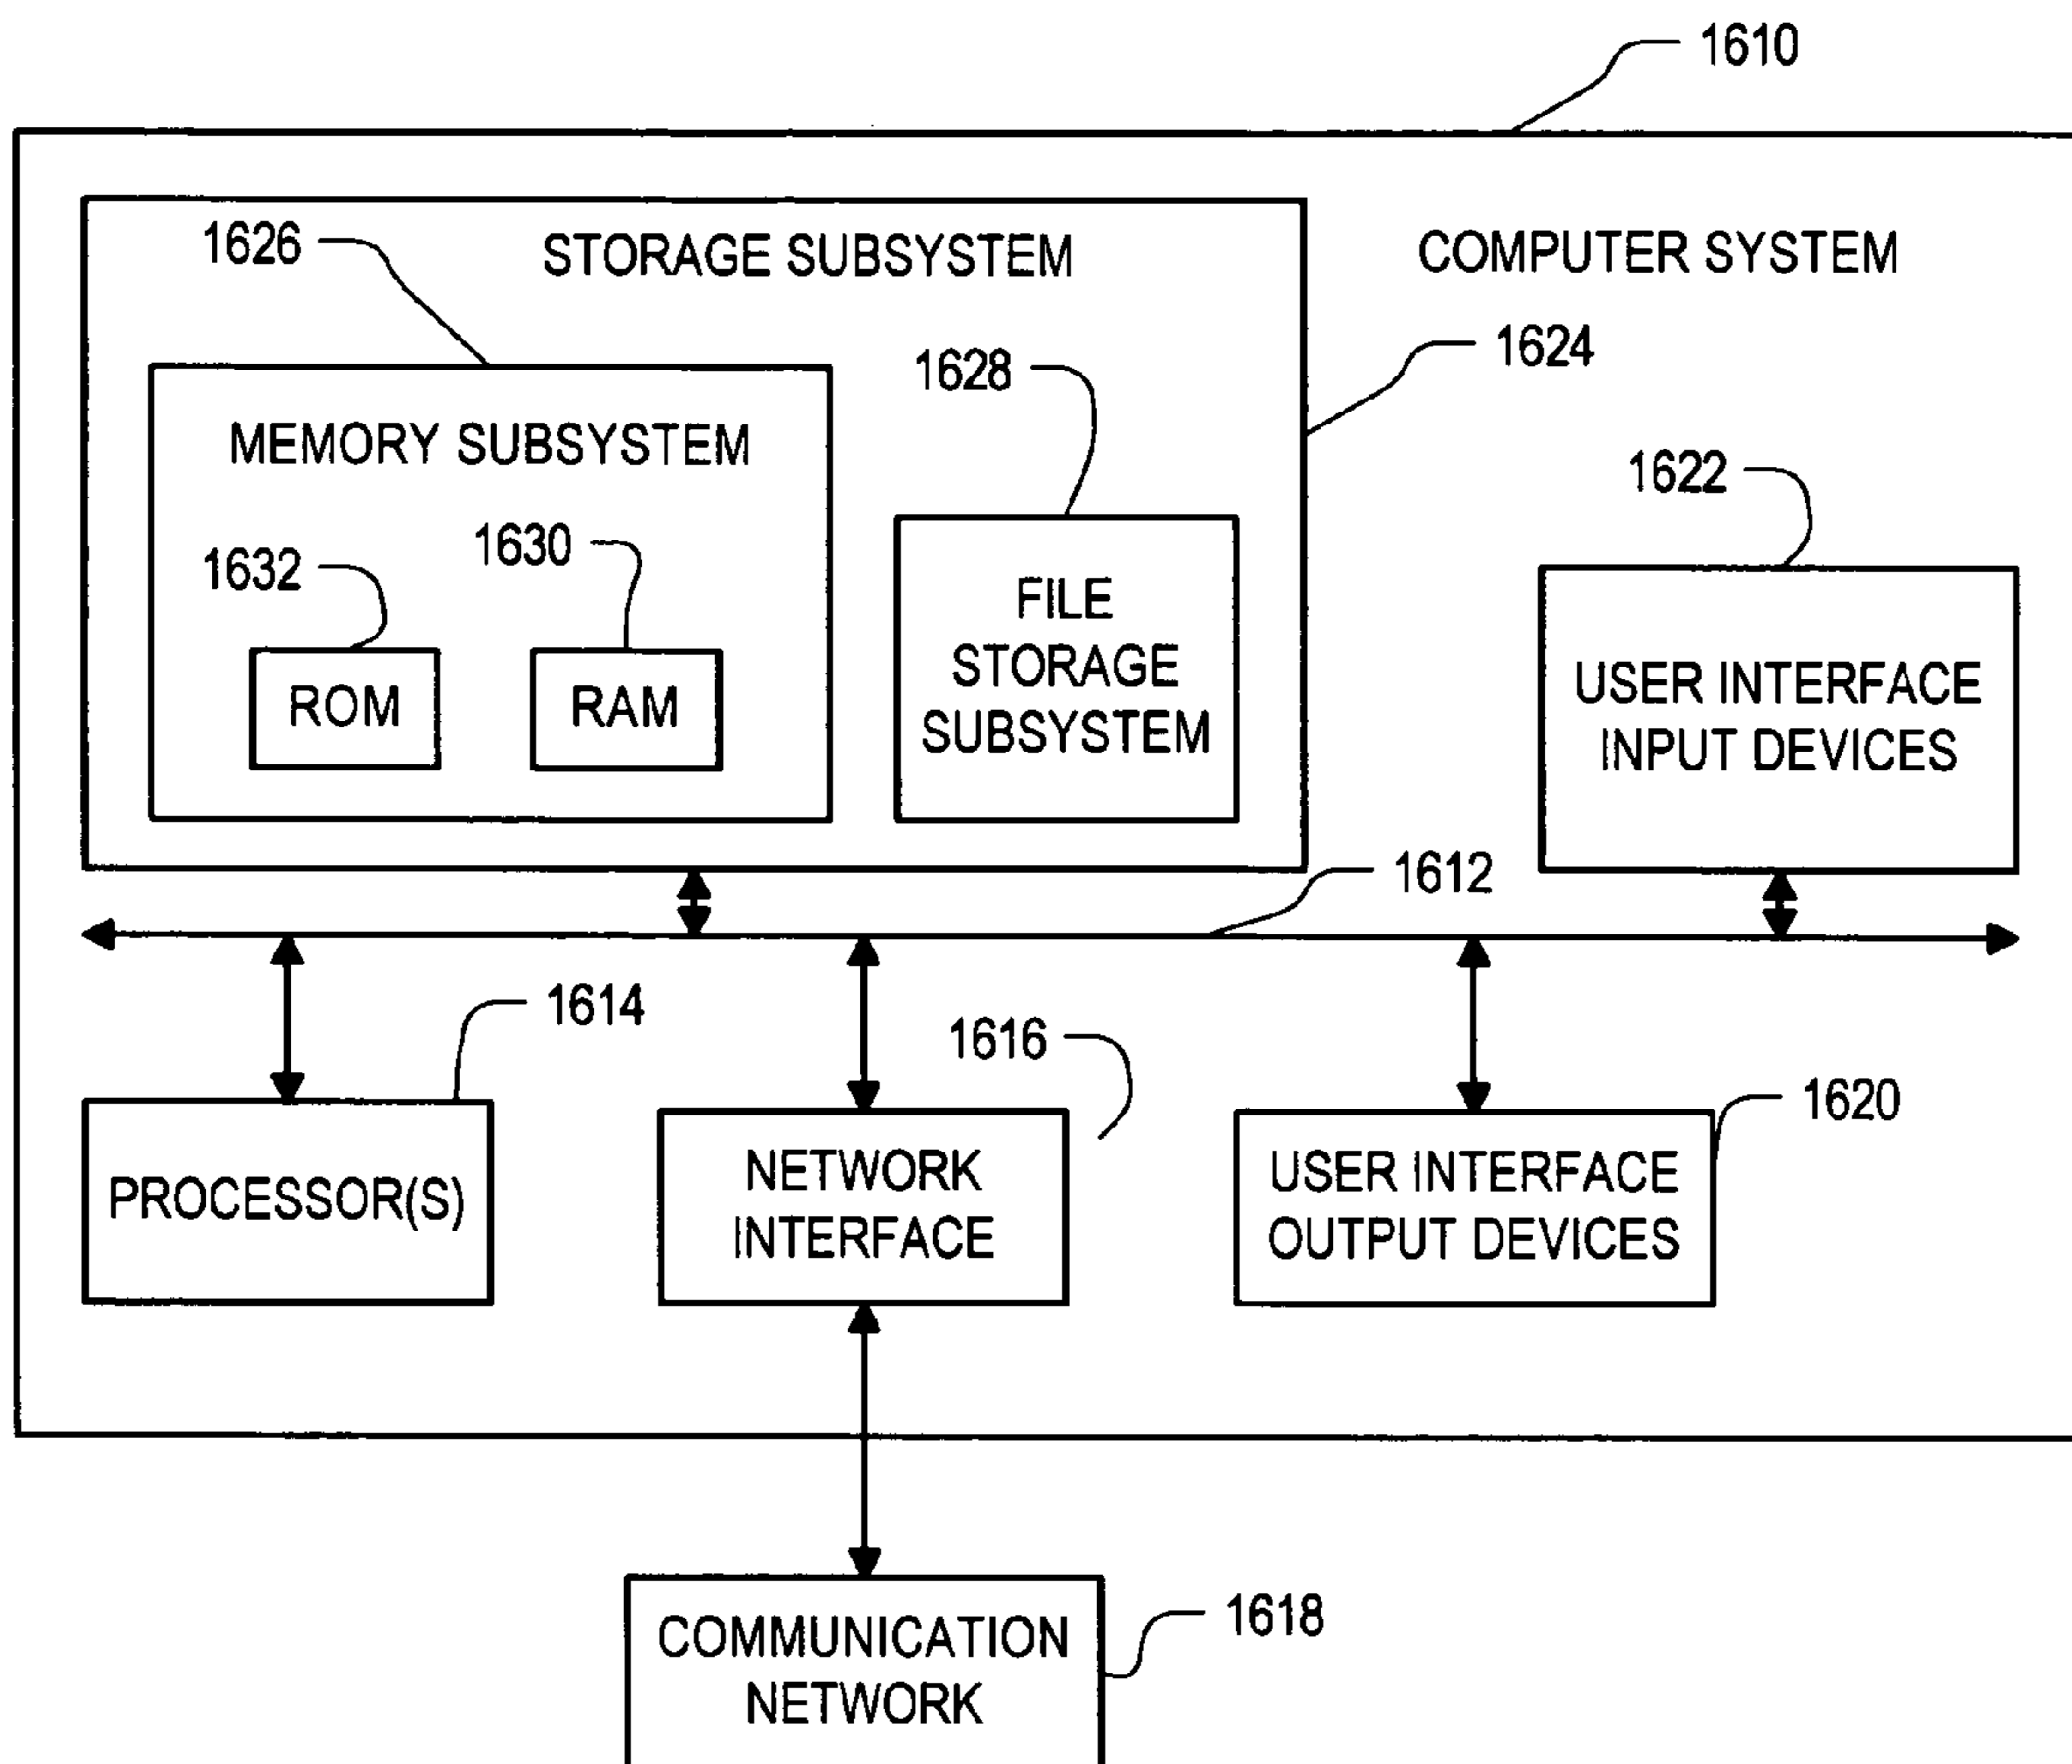 1610
STORAGE SUBSYSTEM
COMPUTER SYSTEM
1626
1624
1628
MEMORY SUBSYSTEM
1622
1632
1630
ROM
RAM
FILE
STORAGE
SUBSYSTEM
USER INTERFACE
INPUT DEVICES
1612
1614
1616
1620
PROCESSOR(S)
NETWORK
INTERFACE
USER INTERFACE
OUTPUT DEVICES
1618
COMMUNICATION
NETWORK